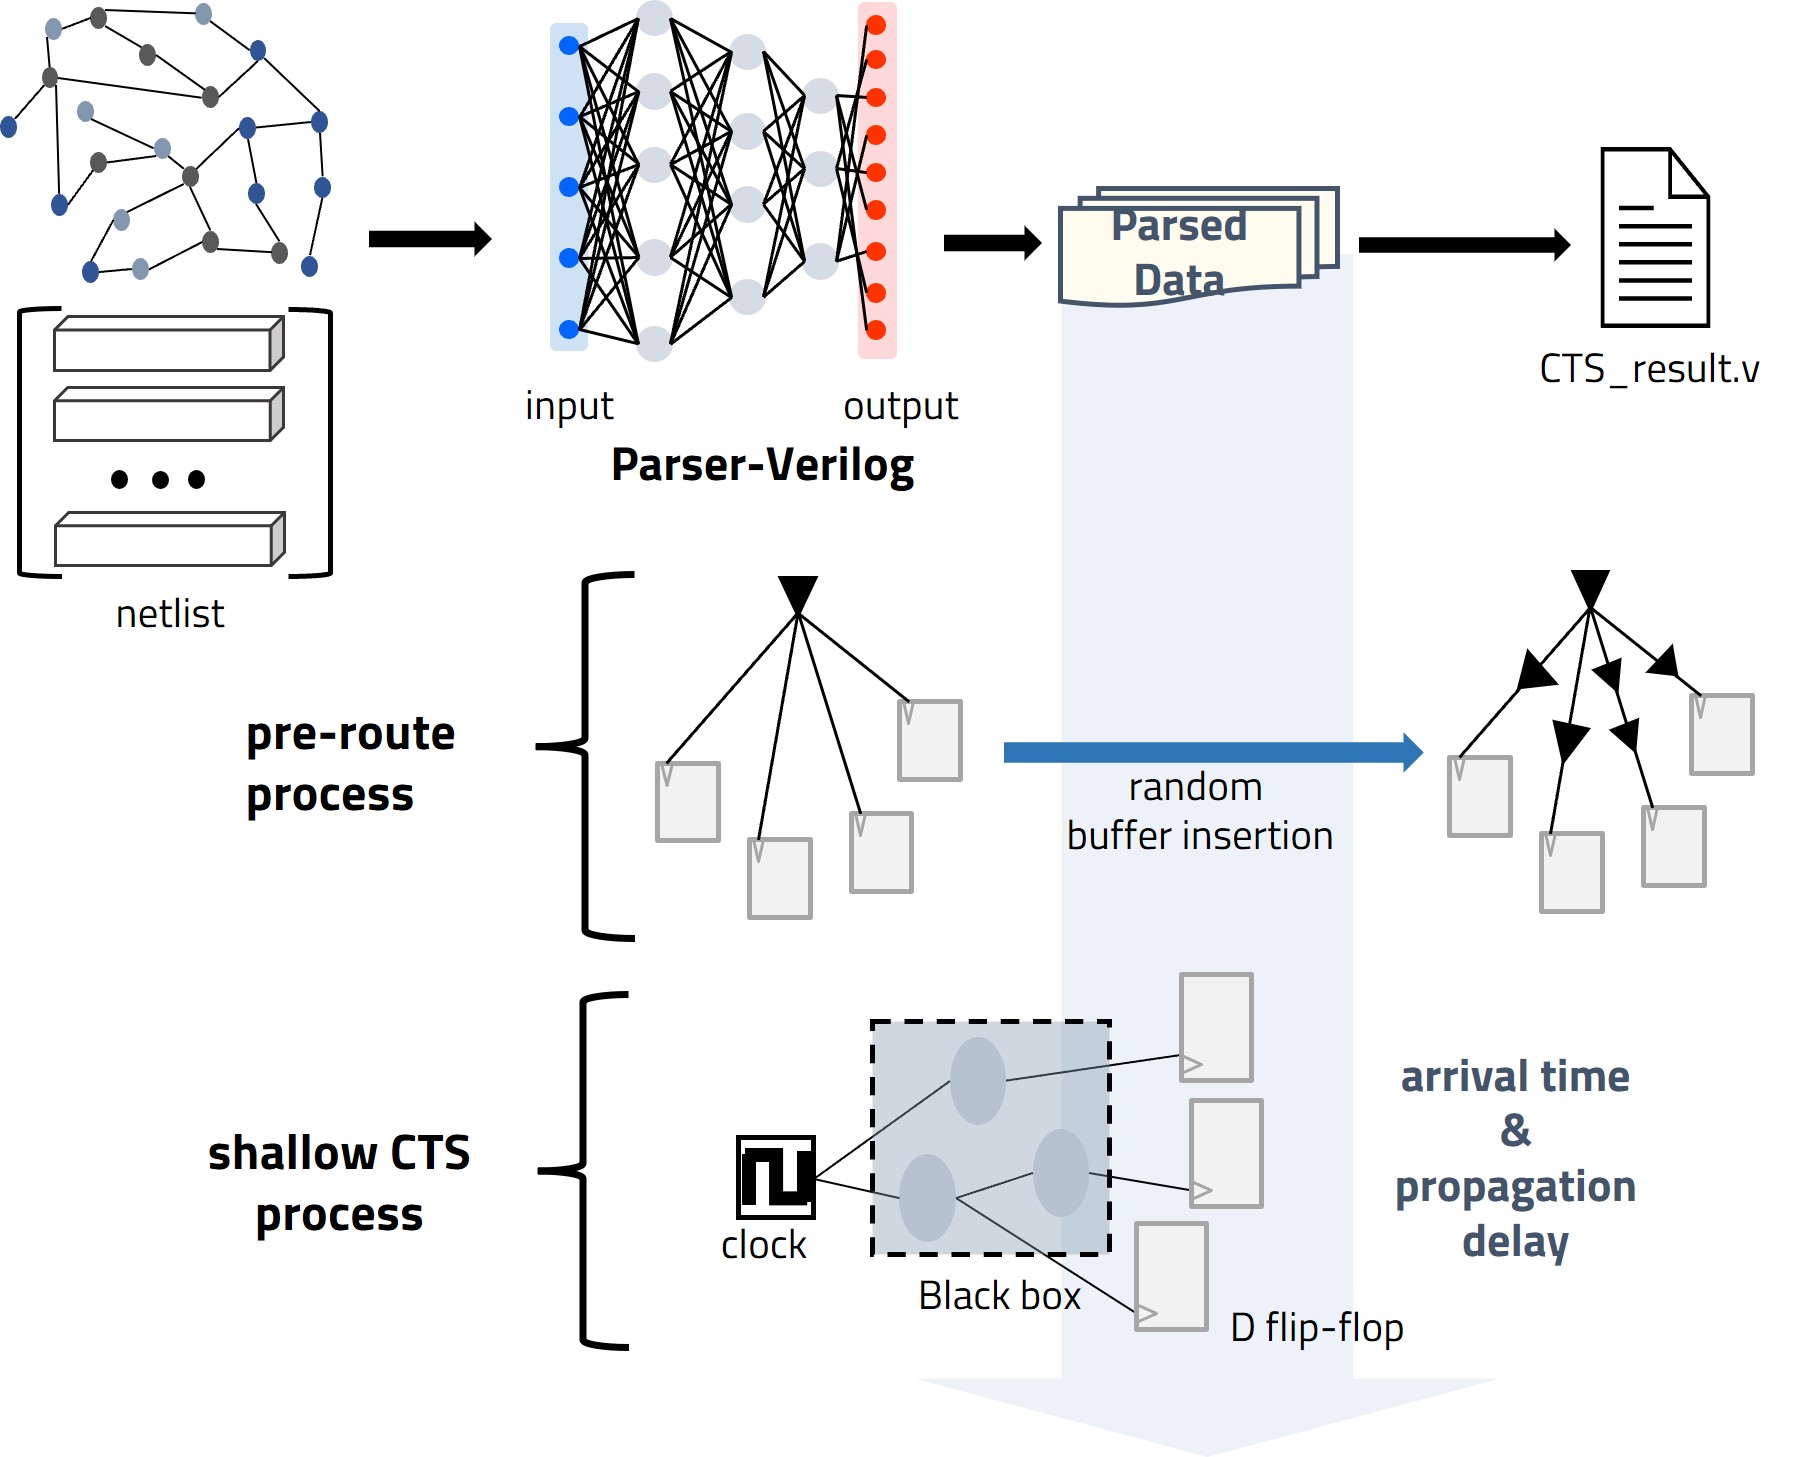 Parsed
Data
CTS_result.v
input
output
Parser-Verilog
netlist
pre-route
process
random
buffer insertion
shallow CTS
process
clock
Black box
D flip-flop
arrival time
&
propagation
delay